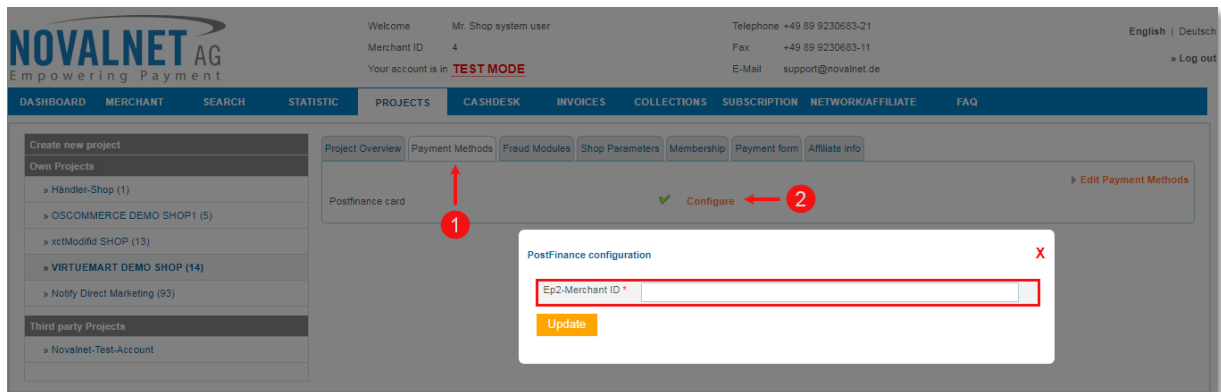 NOVALNET AG
Empowering Payment
Welcome Mr. Shop system user
Merchant ID 4
Your account is in TEST MODE
Telephone +49 89 9230683-21
Fax +49 89 9230683-11
E-Mail support@novalnet.de
English | Deutsch
» Log out
DASHBOARD MERCHANT SEARCH STATISTIC PROJECTS CASHDESK INVOICES COLLECTIONS SUBSCRIPTION NETWORK/AFFILIATE FAQ
Create new project
Own Projects
» Händler-Shop (1)
» OSCOMMERCE DEMO SHOP1 (5)
» xctModifid SHOP (13)
» VIRTUEMART DEMO SHOP (14)
» Notify Direct Marketing (93)
Third party Projects
» Novalnet-Test-Account
Project Overview Payment Methods Fraud Modules Shop Parameters Membership Payment form Affiliate info
Edit Payment Methods
Postfinance card Configure 2
1
PostFinance configuration X
Ep2-Merchant ID *
Update